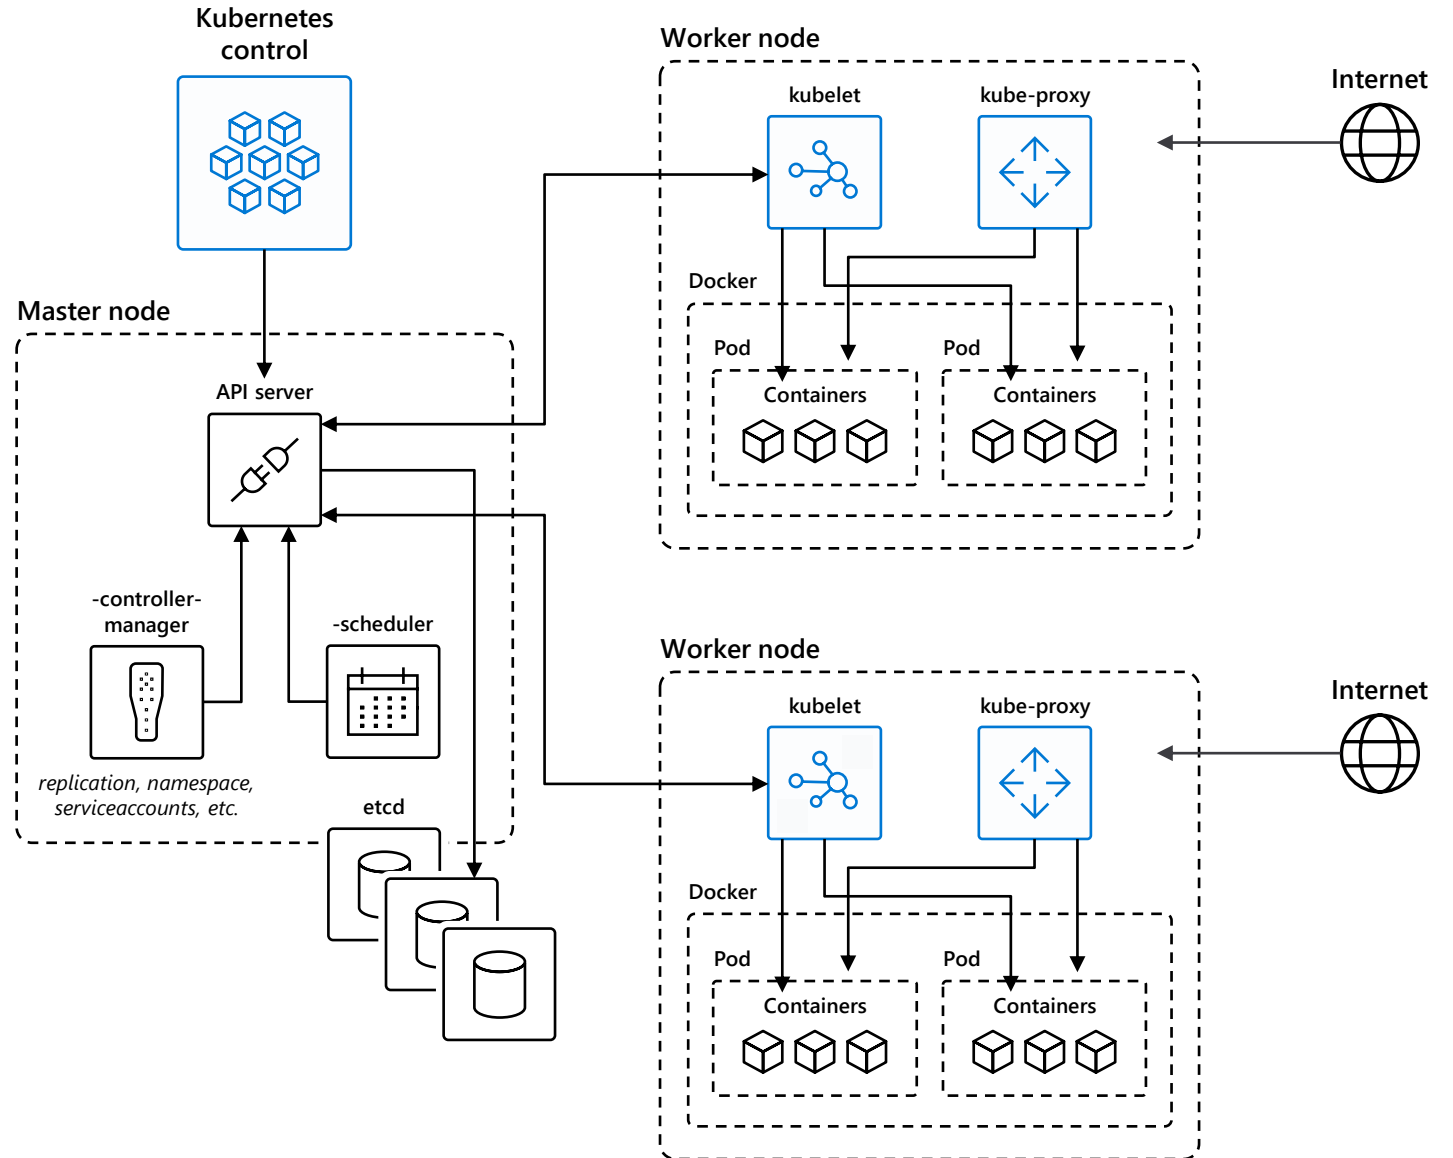 Kubernetes
control
Master node
API server
-controller-
manager
-scheduler
replication, namespace,
serviceaccounts, etc.
etcd
Worker node
kubelet
kube-proxy
Docker
Pod
Containers
Pod
Containers
Internet
Worker node
kubelet
kube-proxy
Docker
Pod
Containers
Pod
Containers
Internet